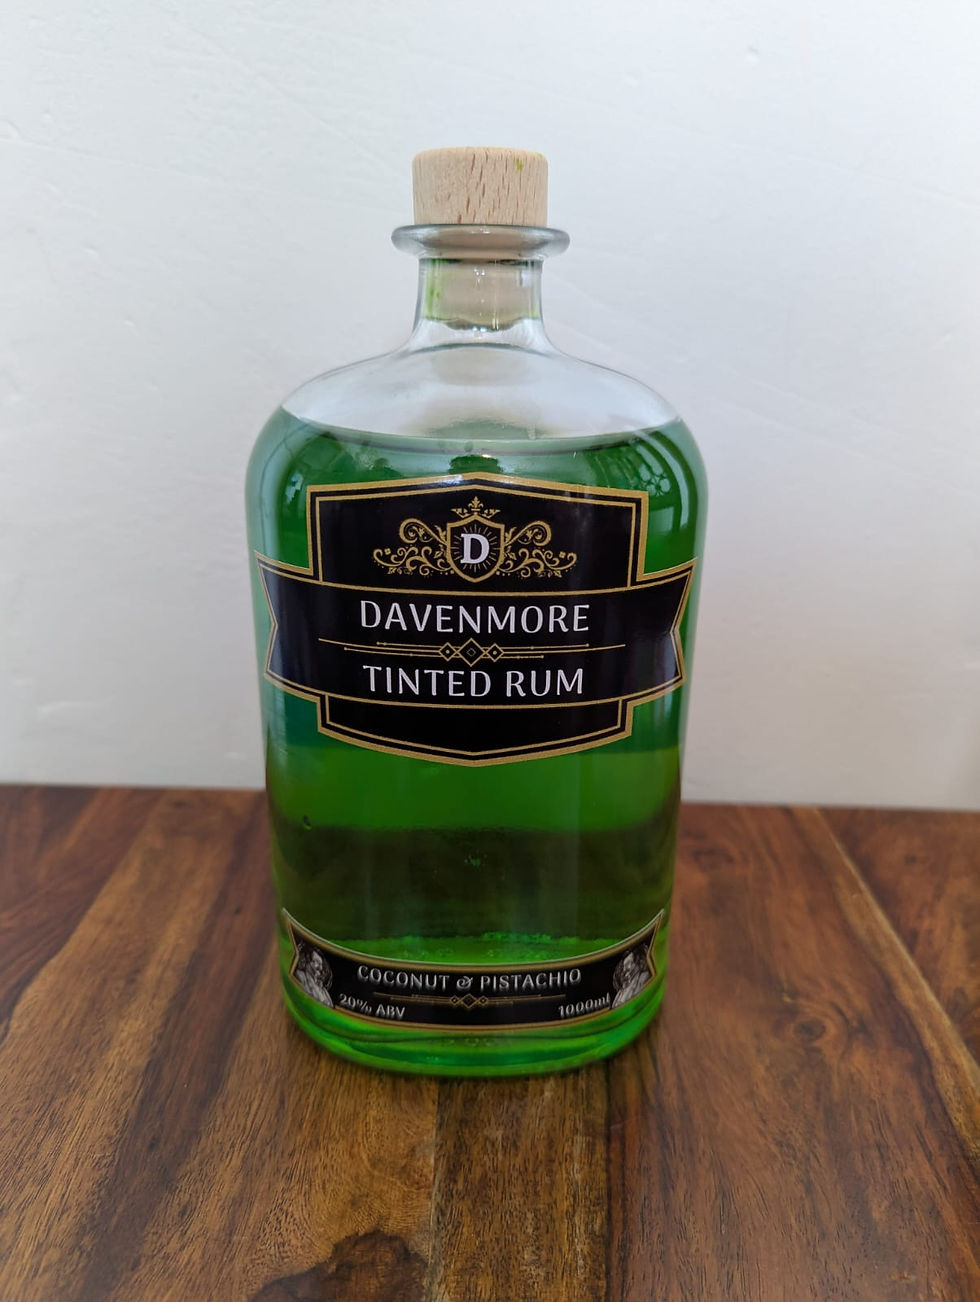 D
DAVENMORE
TINTED RUM
COCONUT & PISTACHIO
20% ABV 1000ml